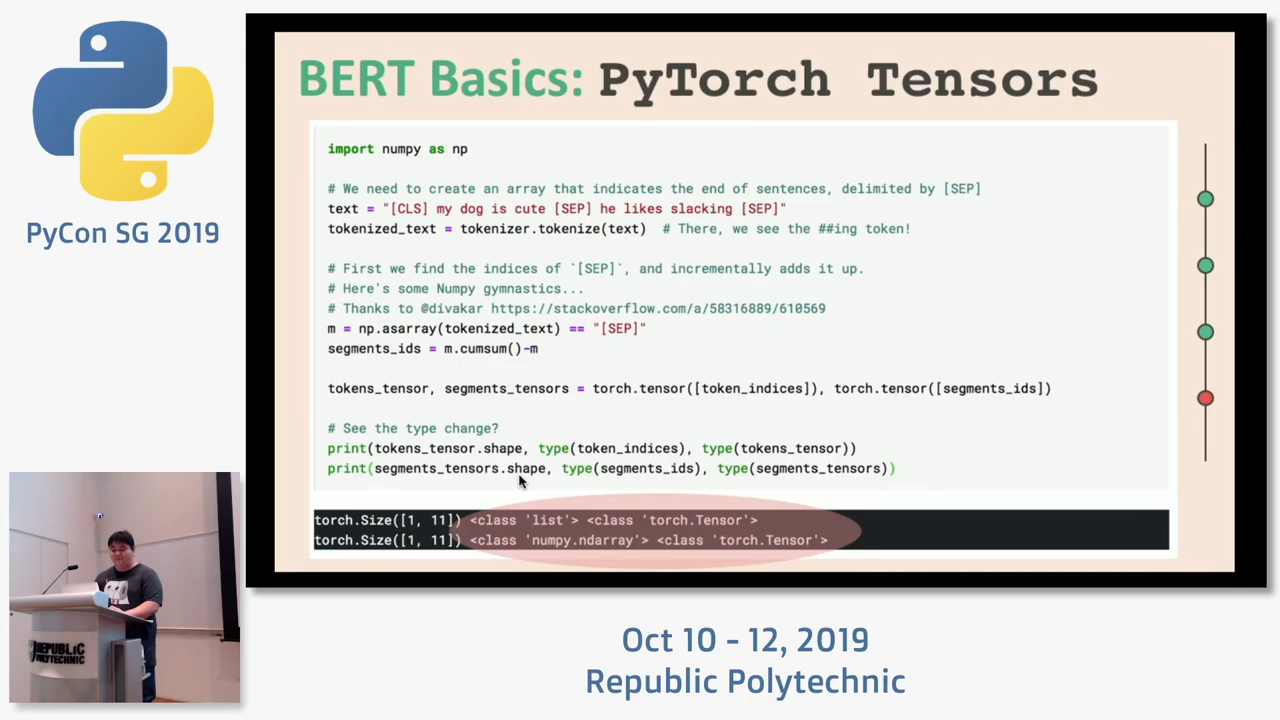 PyCon SG 2019
BERT Basics: PyTorch Tensors
import numpy as np
# We need to create an array that indicates the end of sentences, delimited by [SEP]
text = "[CLS] my dog is cute [SEP] he likes slacking [SEP]"
tokenized_text = tokenizer.tokenize(text)  # There, we see the ##ing token!
# First we find the indices of `[SEP]`, and incrementally adds it up.
# Here's some Numpy gymnastics...
# Thanks to @divakar https://stackoverflow.com/a/58316889/610569
m = np.asarray(tokenized_text) == "[SEP]"
segments_ids = m.cumsum()-m
tokens_tensor, segments_tensors = torch.tensor([token_indices]), torch.tensor([segments_ids])
# See the type change?
print(tokens_tensor.shape, type(token_indices), type(tokens_tensor))
print(segments_tensors.shape, type(segments_ids), type(segments_tensors))
torch.Size([1, 11]) <class 'list'> <class 'torch.Tensor'>
torch.Size([1, 11]) <class 'numpy.ndarray'> <class 'torch.Tensor'>
REPUBLIC
POLYTECHNIC
Oct 10 - 12, 2019
Republic Polytechnic